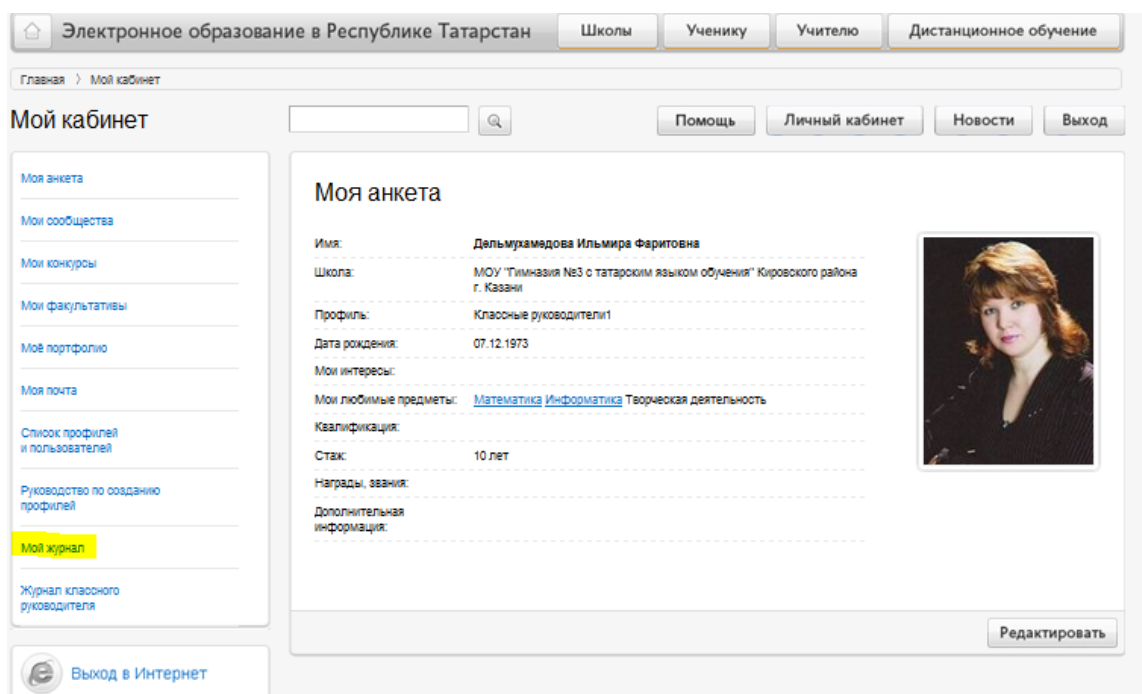 Электронное образование в Республике Татарстан
Школы
Ученику
Учителю
Дистанционное обучение
Главная 〉 Мой кабинет
Мой кабинет
Помощь
Личный кабинет
Новости
Выход
Моя анкета
Мои сообщества
Мои конкурсы
Мои факультативы
Моё портфолио
Моя почта
Список профилей
и пользователей
Руководство по созданию
профилей
Мой журнал
Журнал классного
руководителя
Выход в Интернет
Моя анкета
Имя: Дельмухамедова Ильмира Фаритовна
Школа: МОУ "Гимназия №3 с татарским языком обучения" Кировского района
г. Казани
Профиль: Классные руководители1
Дата рождения: 07.12.1973
Мои интересы:
Мои любимые предметы: Математика Информатика Творческая деятельность
Квалификация:
Стаж: 10 лет
Награды, звания:
Дополнительная
информация:
Редактировать